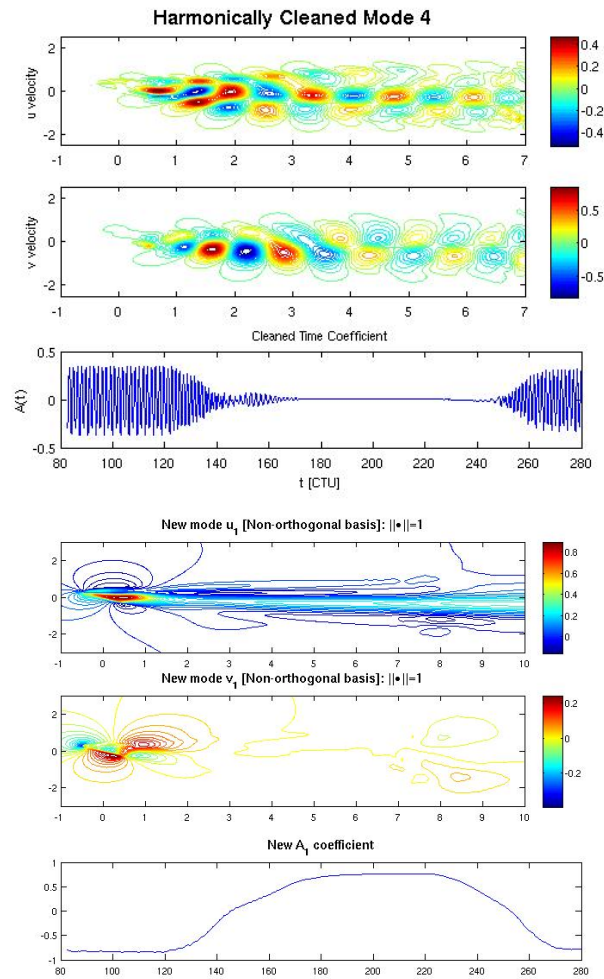 Harmonically Cleaned Mode 4
2
0
-2
u velocity
-1 0 1 2 3 4 5 6 7
0.4
0.2
0
-0.2
-0.4
2
0
-2
v velocity
-1 0 1 2 3 4 5 6 7
0.5
0
-0.5
Cleaned Time Coefficient
0.5
0
-0.5
A(t)
80 100 120 140 160 180 200 220 240 260 280
t [CTU]
New mode u1 [Non-orthogonal basis]: ||•||=1
2
0
-2
-1 0 1 2 3 4 5 6 7 8 9 10
0.8
0.6
0.4
0.2
0
New mode v1 [Non-orthogonal basis]: ||•||=1
2
0
-2
-1 0 1 2 3 4 5 6 7 8 9 10
0.2
0
-0.2
New A1 coefficient
1
0.5
0
-0.5
-1
80 100 120 140 160 180 200 220 240 260 280